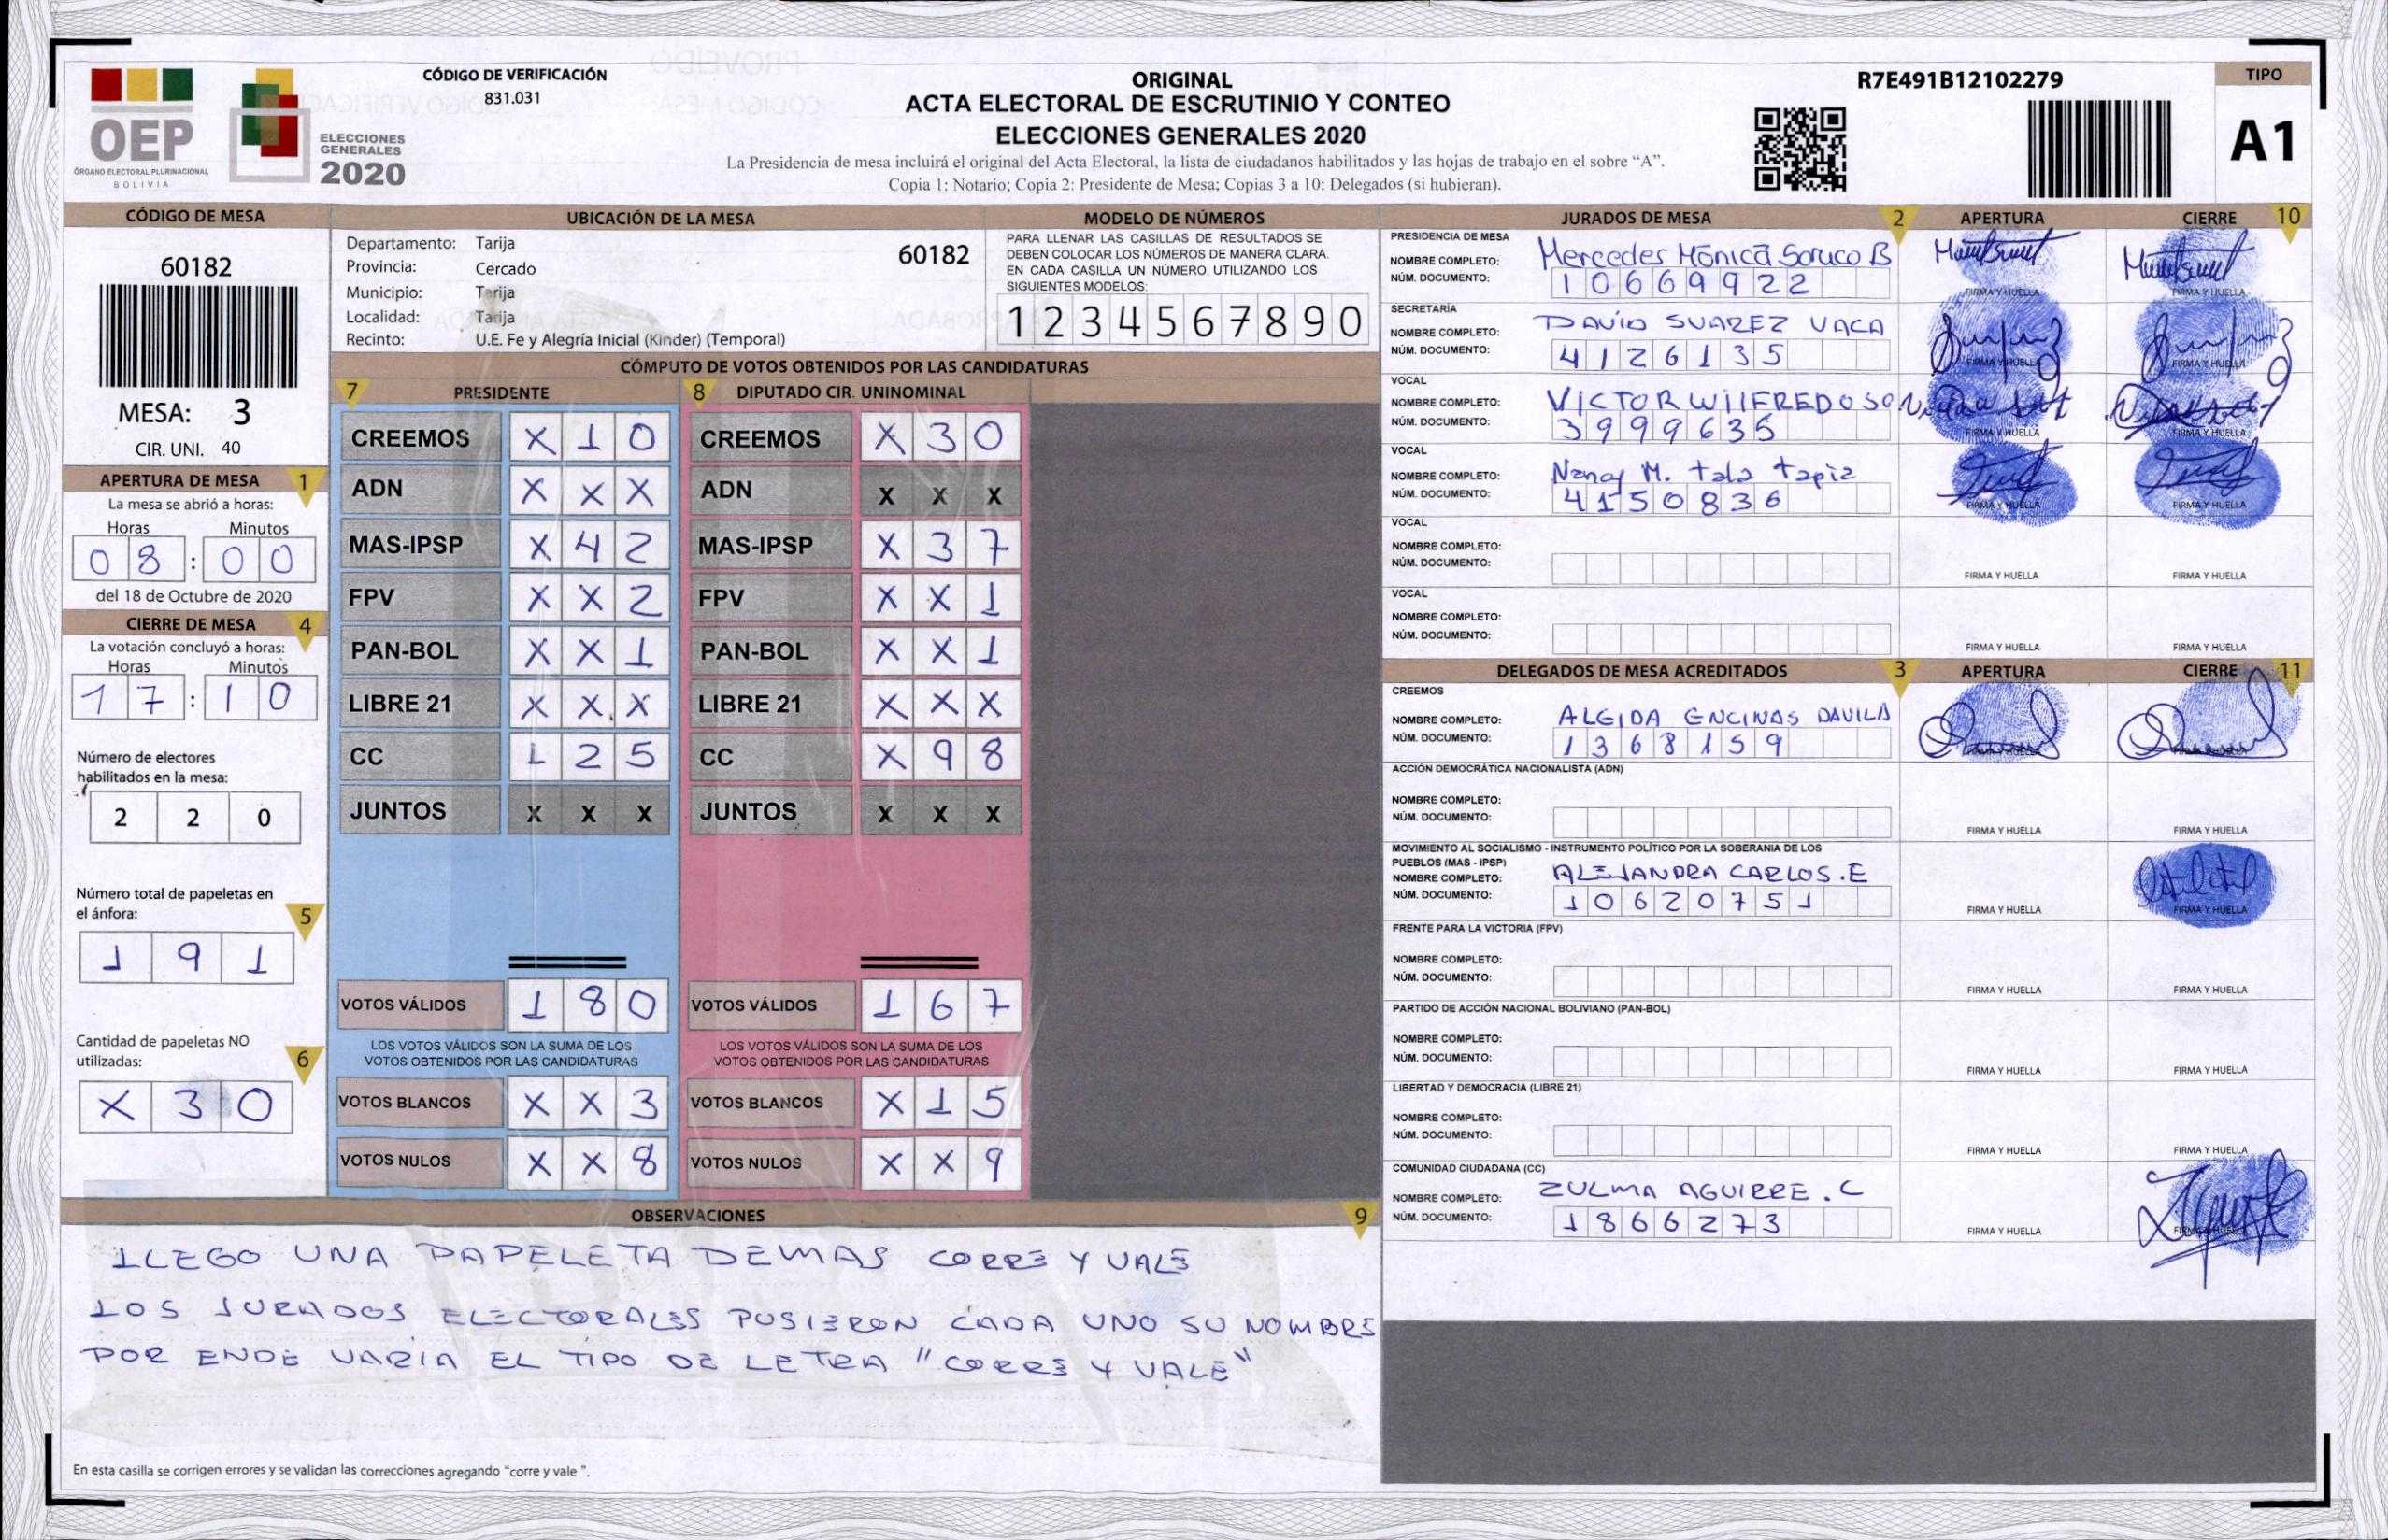 CÓDIGO DE VERIFICACIÓN
831.031
OEP
ÓRGANO ELECTORAL PLURINACIONAL
BOLIVIA
ELECCIONES
GENERALES
2020
ORIGINAL
ACTA ELECTORAL DE ESCRUTINIO Y CONTEO
ELECCIONES GENERALES 2020
La Presidencia de mesa incluirá el original del Acta Electoral, la lista de ciudadanos habilitados y las hojas de trabajo en el sobre “A”.
Copia 1: Notario; Copia 2: Presidente de Mesa; Copias 3 a 10: Delegados (si hubieran).
R7E491B12102279
TIPO
A1
CÓDIGO DE MESA
60182
MESA: 3
CIR. UNI. 40
APERTURA DE MESA 1
La mesa se abrió a horas:
Horas Minutos
08 : 00
del 18 de Octubre de 2020
CIERRE DE MESA 4
La votación concluyó a horas:
Horas Minutos
17 : 10
Número de electores
habilitados en la mesa:
2 2 0
Número total de papeletas en
el ánfora: 5
1 9 1
Cantidad de papeletas NO
utilizadas: 6
X 3 0
UBICACIÓN DE LA MESA
Departamento: Tarija 60182
Provincia: Cercado
Municipio: Tarija
Localidad: Tarija
Recinto: U.E. Fe y Alegría Inicial (Kinder) (Temporal)
MODELO DE NÚMEROS
PARA LLENAR LAS CASILLAS DE RESULTADOS SE
DEBEN COLOCAR LOS NÚMEROS DE MANERA CLARA.
EN CADA CASILLA UN NÚMERO, UTILIZANDO LOS
SIGUIENTES MODELOS:
1 2 3 4 5 6 7 8 9 0
CÓMPUTO DE VOTOS OBTENIDOS POR LAS CANDIDATURAS
7 PRESIDENTE 8 DIPUTADO CIR. UNINOMINAL
CREEMOS X 1 0 CREEMOS X 3 0
ADN X X X ADN X X X
MAS-IPSP X 4 2 MAS-IPSP X 3 7
FPV X X 2 FPV X X 1
PAN-BOL X X 1 PAN-BOL X X 1
LIBRE 21 X X X LIBRE 21 X X X
CC 1 2 5 CC X 9 8
JUNTOS X X X JUNTOS X X X
VOTOS VÁLIDOS 1 8 0 VOTOS VÁLIDOS 1 6 7
LOS VOTOS VÁLIDOS SON LA SUMA DE LOS LOS VOTOS VÁLIDOS SON LA SUMA DE LOS
VOTOS OBTENIDOS POR LAS CANDIDATURAS VOTOS OBTENIDOS POR LAS CANDIDATURAS
VOTOS BLANCOS X X 3 VOTOS BLANCOS X 1 5
VOTOS NULOS X X 8 VOTOS NULOS X X 9
OBSERVACIONES 9
LLEGO UNA PAPELETA DEMAS CORRE Y VALE
LOS JURADOS ELECTORALES PUSIERON CADA UNO SU NOMBRE
POR ENDE VARIA EL TIPO DE LETRA "CORRE Y VALE"
En esta casilla se corrigen errores y se validan las correcciones agregando “corre y vale ”.
JURADOS DE MESA 2 APERTURA CIERRE 10
PRESIDENCIA DE MESA
NOMBRE COMPLETO: Mercedes Mónica Soruco B
NÚM. DOCUMENTO: 10669922
FIRMA Y HUELLA FIRMA Y HUELLA
SECRETARÍA
NOMBRE COMPLETO: DAVID SUAREZ VACA
NÚM. DOCUMENTO: 4126135
FIRMA Y HUELLA FIRMA Y HUELLA
VOCAL
NOMBRE COMPLETO: VICTOR WILFREDO SO
NÚM. DOCUMENTO: 3999635
FIRMA Y HUELLA FIRMA Y HUELLA
VOCAL
NOMBRE COMPLETO: Nancy M. tala tapia
NÚM. DOCUMENTO: 4150836
FIRMA Y HUELLA FIRMA Y HUELLA
VOCAL
NOMBRE COMPLETO:
NÚM. DOCUMENTO:
FIRMA Y HUELLA FIRMA Y HUELLA
VOCAL
NOMBRE COMPLETO:
NÚM. DOCUMENTO:
FIRMA Y HUELLA FIRMA Y HUELLA
DELEGADOS DE MESA ACREDITADOS 3 APERTURA CIERRE 11
CREEMOS
NOMBRE COMPLETO: ALGIDA ENCINAS DAVILA
NÚM. DOCUMENTO: 1368159
ACCIÓN DEMOCRÁTICA NACIONALISTA (ADN)
NOMBRE COMPLETO:
NÚM. DOCUMENTO:
FIRMA Y HUELLA FIRMA Y HUELLA
MOVIMIENTO AL SOCIALISMO - INSTRUMENTO POLÍTICO POR LA SOBERANIA DE LOS
PUEBLOS (MAS - IPSP)
NOMBRE COMPLETO: ALEJANDRA CARLOS.E
NÚM. DOCUMENTO: 10620751
FIRMA Y HUELLA FIRMA Y HUELLA
FRENTE PARA LA VICTORIA (FPV)
NOMBRE COMPLETO:
NÚM. DOCUMENTO:
FIRMA Y HUELLA FIRMA Y HUELLA
PARTIDO DE ACCIÓN NACIONAL BOLIVIANO (PAN-BOL)
NOMBRE COMPLETO:
NÚM. DOCUMENTO:
FIRMA Y HUELLA FIRMA Y HUELLA
LIBERTAD Y DEMOCRACIA (LIBRE 21)
NOMBRE COMPLETO:
NÚM. DOCUMENTO:
FIRMA Y HUELLA FIRMA Y HUELLA
COMUNIDAD CIUDADANA (CC)
NOMBRE COMPLETO: ZULMA AGUIRRE.C
NÚM. DOCUMENTO: 1866273
FIRMA Y HUELLA FIRMA Y HUELLA